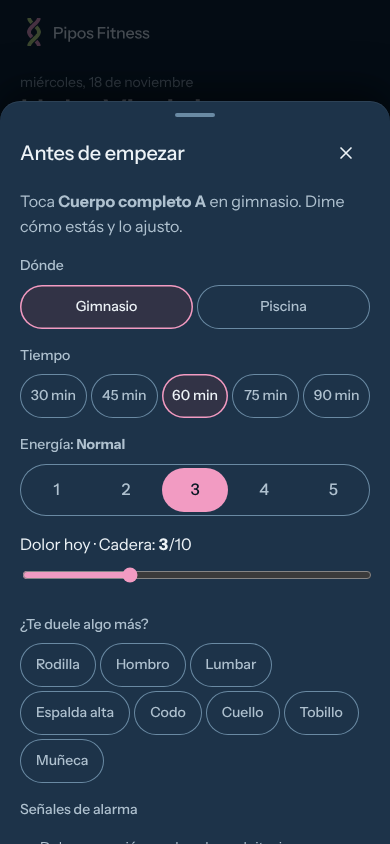 Pipos Fitness
miércoles, 18 de noviembre
Antes de empezar
Toca Cuerpo completo A en gimnasio. Dime
cómo estás y lo ajusto.
Dónde
Gimnasio
Piscina
Tiempo
30 min
45 min
60 min
75 min
90 min
Energía: Normal
1
2
3
4
5
Dolor hoy · Cadera: 3/10
¿Te duele algo más?
Rodilla
Hombro
Lumbar
Espalda alta
Codo
Cuello
Tobillo
Muñeca
Señales de alarma